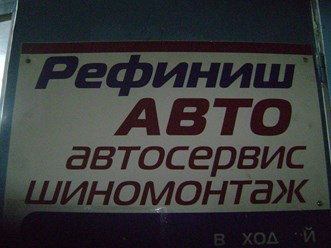 Рефиниш
АВТО
автосервис
шиномонтаж